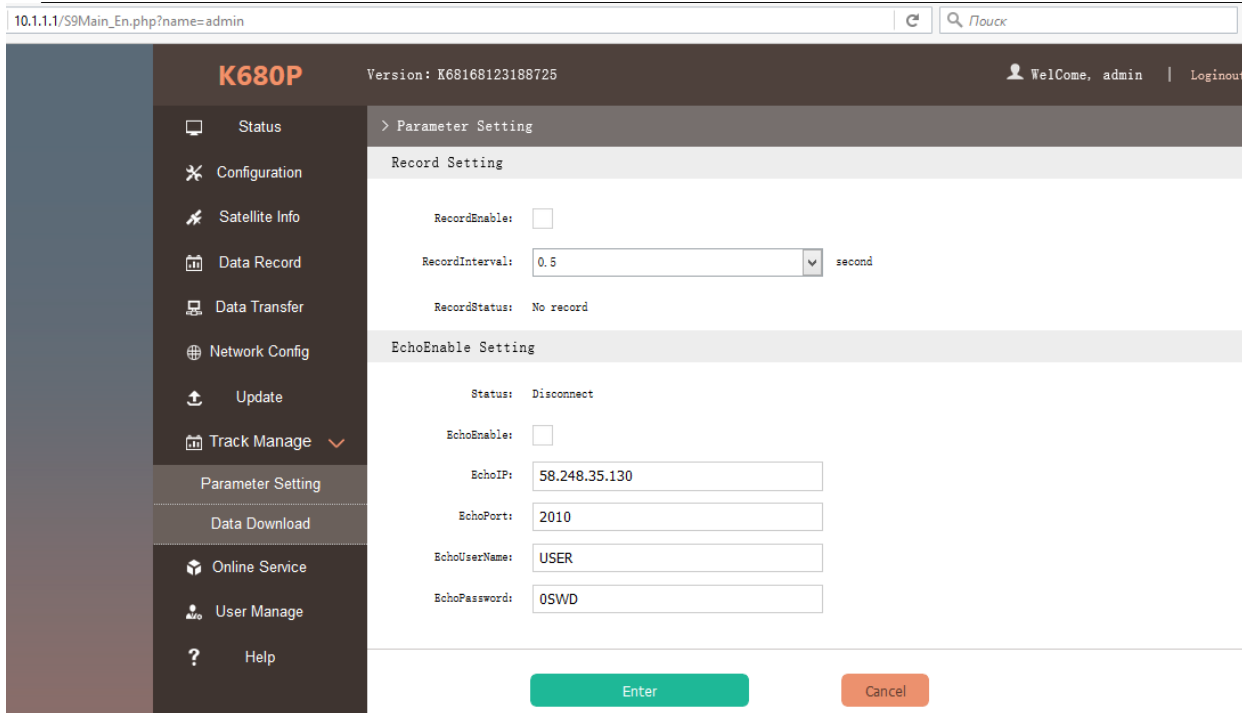 10.1.1.1/S9Main_En.php?name=admin
Поиск
K680P
Version: K68168123188725
WelCome, admin | Loginout
Status
Configuration
Satellite Info
Data Record
Data Transfer
Network Config
Update
Track Manage
Parameter Setting
Data Download
Online Service
User Manage
? Help
> Parameter Setting
Record Setting
RecordEnable:
RecordInterval: 0.5 second
RecordStatus: No record
EchoEnable Setting
Status: Disconnect
EchoEnable:
EchoIP: 58.248.35.130
EchoPort: 2010
EchoUserName: USER
EchoPassword: 0SWD
Enter Cancel